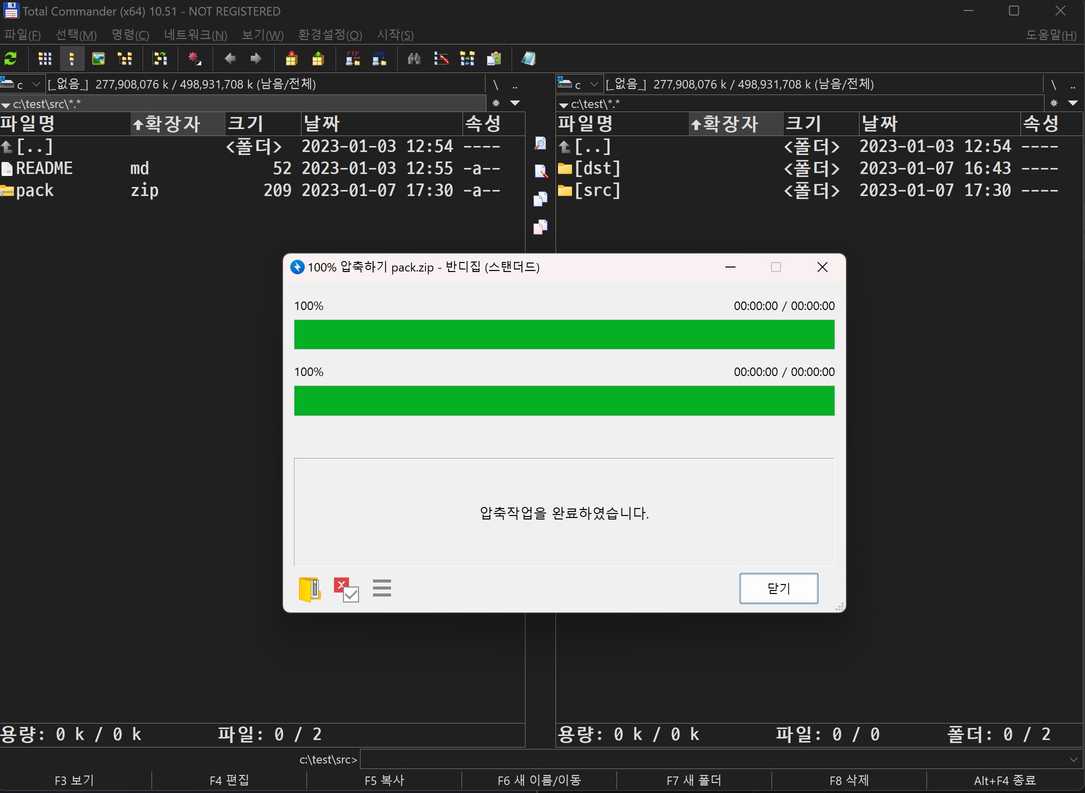 Total Commander (x64) 10.51 - NOT REGISTERED
파일(F) 선택(M) 명령(C) 네트워크(N) 보기(W) 환경설정(O) 시작(S) 도움말(H)
c [_없음_] 277,908,076 k / 498,931,708 k (남음/전체) \ ..
c:\test\src\*.*
파일명 확장자 크기 날짜 속성
[..] <폴더> 2023-01-03 12:54 ----
README md 52 2023-01-03 12:55 -a--
pack zip 209 2023-01-07 17:30 -a--
용량: 0 k / 0 k 파일: 0 / 2
c [_없음_] 277,908,076 k / 498,931,708 k (남음/전체) \ ..
c:\test\*.*
파일명 확장자 크기 날짜 속성
[..] <폴더> 2023-01-03 12:54 ----
[dst] <폴더> 2023-01-07 16:43 ----
[src] <폴더> 2023-01-07 17:30 ----
용량: 0 k / 0 k 파일: 0 / 0 폴더: 0 / 2
100% 압축하기 pack.zip - 반디집 (스탠더드)
100% 00:00:00 / 00:00:00
100% 00:00:00 / 00:00:00
압축작업을 완료하였습니다.
닫기
c:\test\src>
F3 보기 F4 편집 F5 복사 F6 새 이름/이동 F7 새 폴더 F8 삭제 Alt+F4 종료